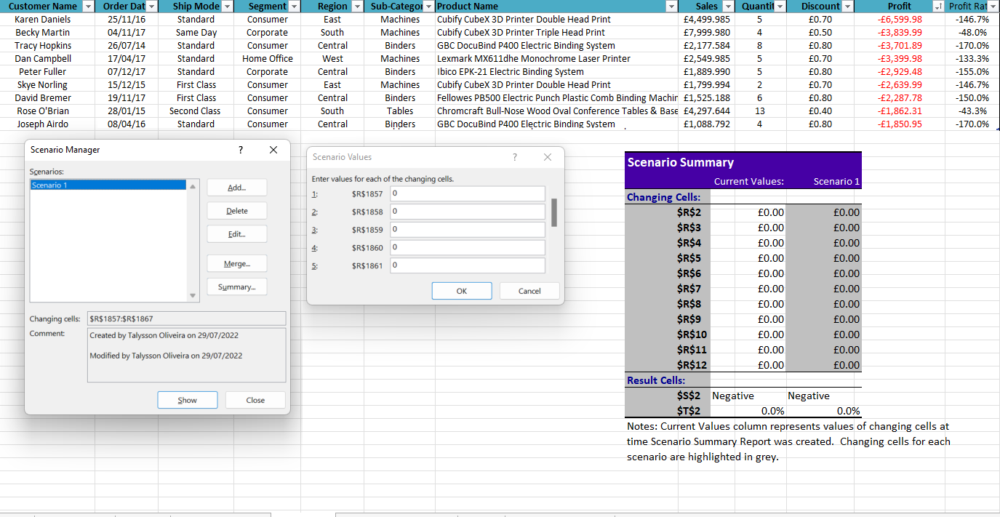 Customer Name Order Dat Ship Mode Segment Region Sub-Categor Product Name Sales Quantit Discount Profit Profit Rat
Karen Daniels 25/11/16 Standard Consumer East Machines Cubify CubeX 3D Printer Double Head Print £4,499.985 5 £0.70 -£6,599.98 -146.7%
Becky Martin 04/11/17 Same Day Corporate South Machines Cubify CubeX 3D Printer Triple Head Print £7,999.980 4 £0.50 -£3,839.99 -48.0%
Tracy Hopkins 26/07/14 Standard Consumer Central Binders GBC DocuBind P400 Electric Binding System £2,177.584 8 £0.80 -£3,701.89 -170.0%
Dan Campbell 17/04/17 Standard Home Office West Machines Lexmark MX611dhe Monochrome Laser Printer £2,549.985 5 £0.70 -£3,399.98 -133.3%
Peter Fuller 07/12/17 Standard Corporate Central Binders Ibico EPK-21 Electric Binding System £1,889.990 5 £0.80 -£2,929.48 -155.0%
Skye Norling 15/12/15 First Class Consumer East Machines Cubify CubeX 3D Printer Double Head Print £1,799.994 2 £0.70 -£2,639.99 -146.7%
David Bremer 19/11/17 First Class Consumer Central Binders Fellowes PB500 Electric Punch Plastic Comb Binding Machin £1,525.188 6 £0.80 -£2,287.78 -150.0%
Rose O'Brian 28/01/15 Second Class Consumer South Tables Chromcraft Bull-Nose Wood Oval Conference Tables & Base £4,297.644 13 £0.40 -£1,862.31 -43.3%
Joseph Airdo 08/04/16 Standard Consumer Central Binders GBC DocuBind P400 Electric Binding System £1,088.792 4 £0.80 -£1,850.95 -170.0%
Scenario Manager ?
Scenarios:
Scenario 1
Add...
Delete
Edit...
Merge...
Summary...
Changing cells: $R$1857:$R$1867
Comment: Created by Talysson Oliveira on 29/07/2022
Modified by Talysson Oliveira on 29/07/2022
Show Close
Scenario Values ?
Enter values for each of the changing cells.
1: $R$1857 0
2: $R$1858 0
3: $R$1859 0
4: $R$1860 0
5: $R$1861 0
OK Cancel
Scenario Summary
Current Values: Scenario 1
Changing Cells:
$R$2 £0.00 £0.00
$R$3 £0.00 £0.00
$R$4 £0.00 £0.00
$R$5 £0.00 £0.00
$R$6 £0.00 £0.00
$R$7 £0.00 £0.00
$R$8 £0.00 £0.00
$R$9 £0.00 £0.00
$R$10 £0.00 £0.00
$R$11 £0.00 £0.00
$R$12 £0.00 £0.00
Result Cells:
$S$2 Negative Negative
$T$2 0.0% 0.0%
Notes: Current Values column represents values of changing cells at
time Scenario Summary Report was created. Changing cells for each
scenario are highlighted in grey.